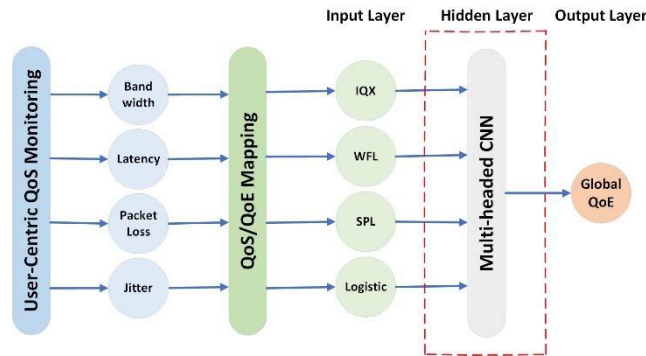 Input Layer
Hidden Layer
Output Layer
User-Centric QoS Monitoring
Band
width
Latency
Packet
Loss
Jitter
QoS/QoE Mapping
IQX
WFL
SPL
Logistic
Multi-headed CNN
Global
QoE